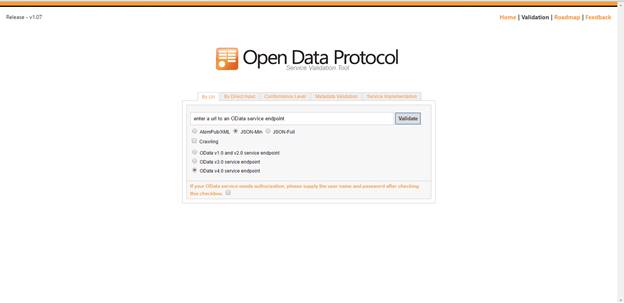 Release - v1.07
Home | Validation | Roadmap | Feedback
Open Data Protocol
Service Validation Tool
By Uri By Direct Input Conformance Level Metadata Validation Service Implementation
enter a url to an OData service endpoint Validate
AtomPub/XML JSON-Min JSON-Full
Crawling
OData v1.0 and v2.0 service endpoint
OData v3.0 service endpoint
OData v4.0 service endpoint
If your OData service needs authorization, please supply the user name and password after checking
this checkbox.